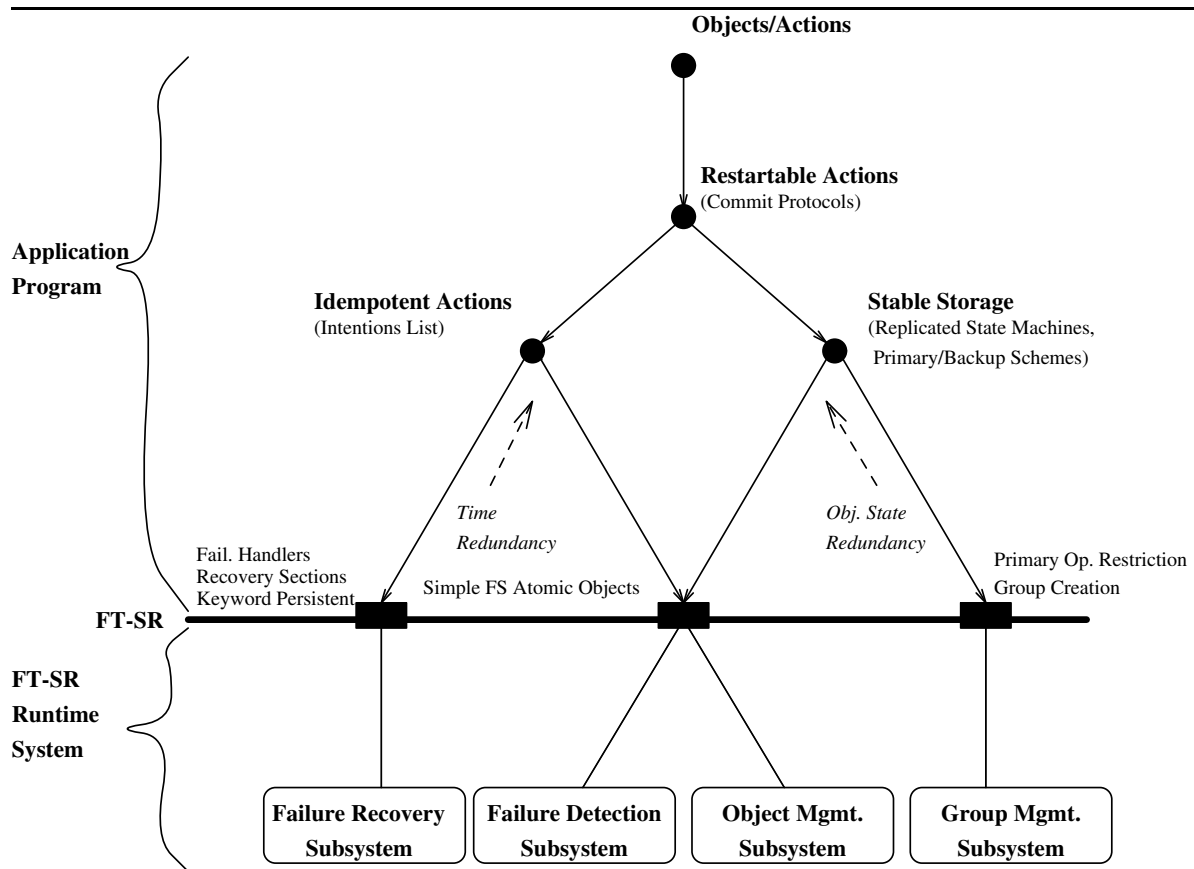 Objects/Actions
Restartable Actions
(Commit Protocols)
Application
Program
Idempotent Actions
(Intentions List)
Stable Storage
(Replicated State Machines,
Primary/Backup Schemes)
Time
Redundancy
Obj. State
Redundancy
Fail. Handlers
Recovery Sections
Keyword Persistent
Simple FS Atomic Objects
Primary Op. Restriction
Group Creation
FT-SR
FT-SR
Runtime
System
Failure Recovery
Subsystem
Failure Detection
Subsystem
Object Mgmt.
Subsystem
Group Mgmt.
Subsystem